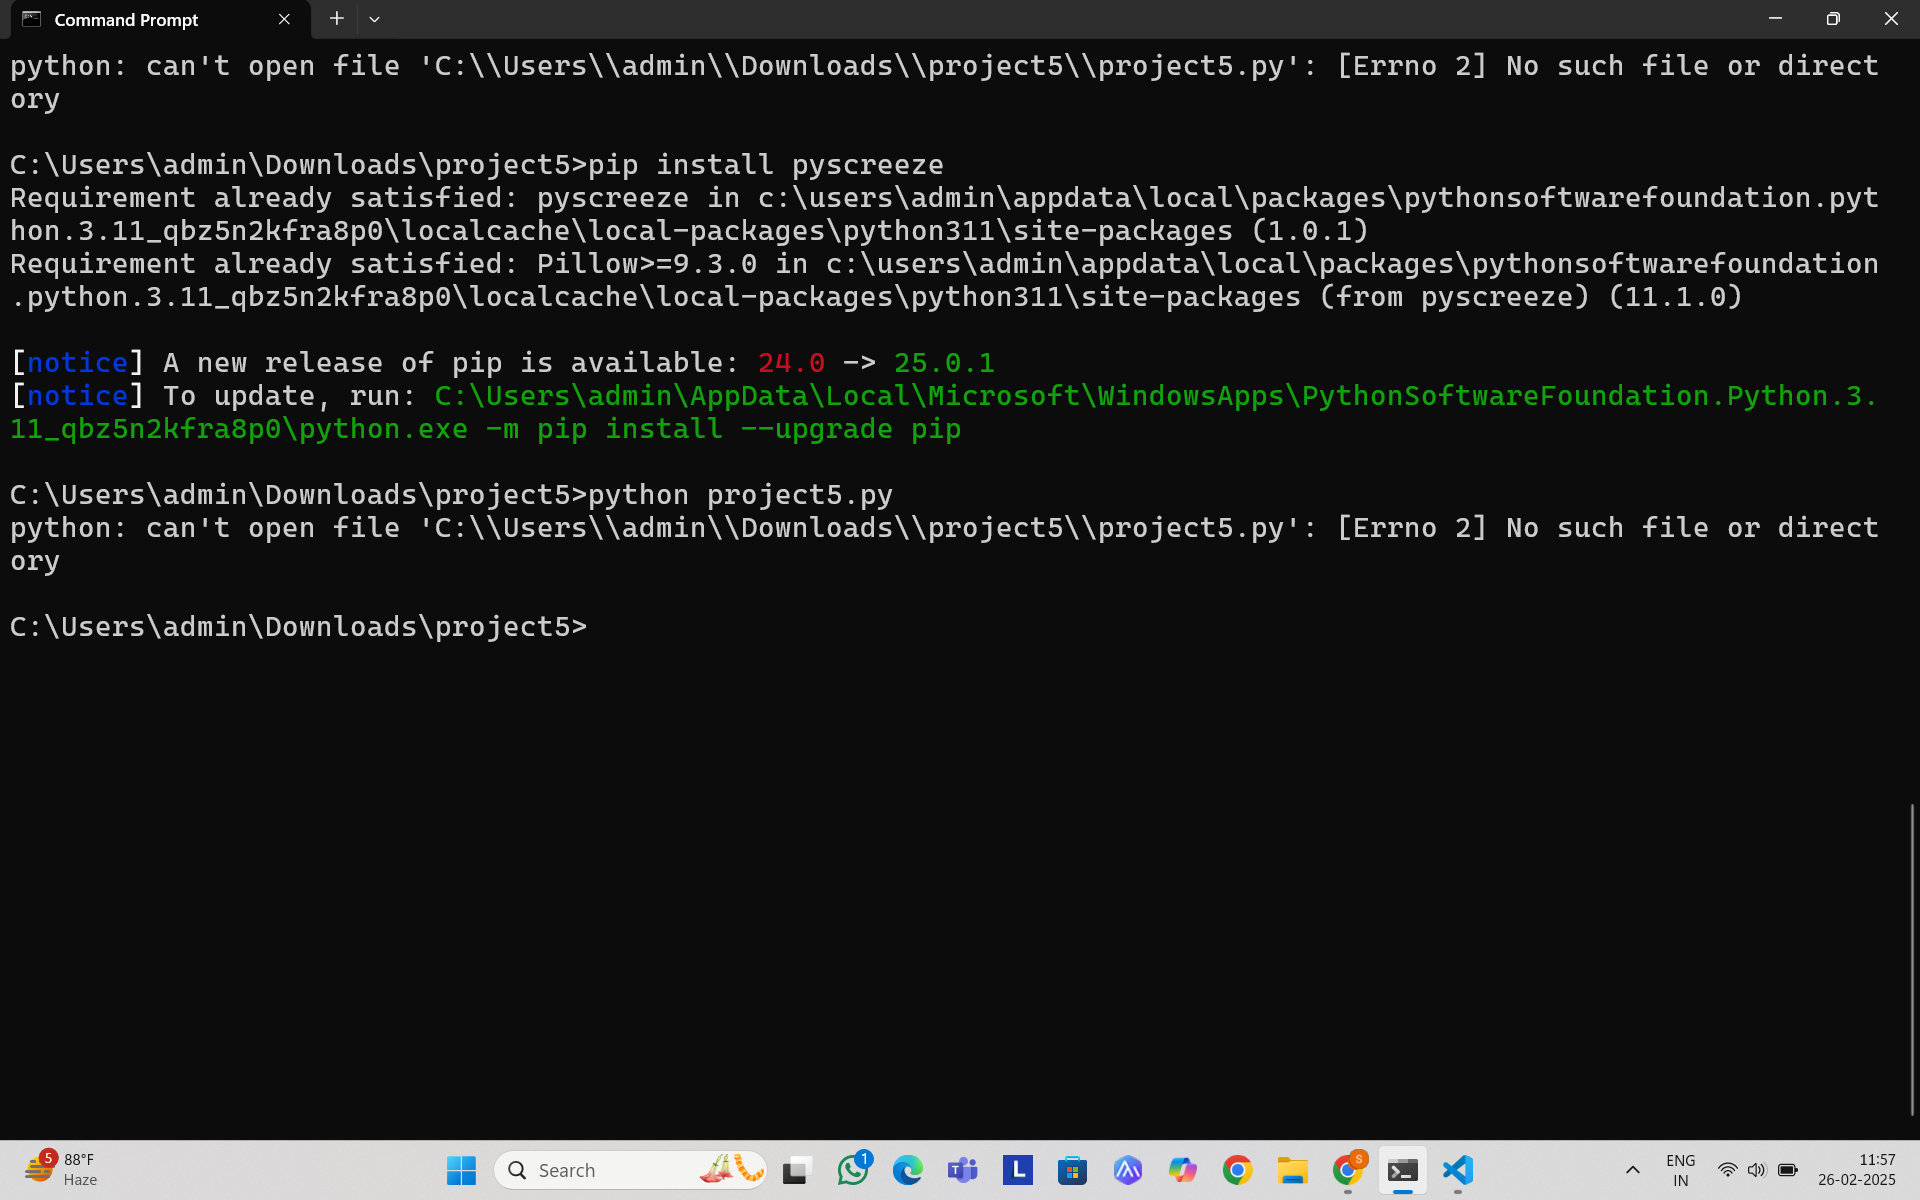 Command Prompt
python: can't open file 'C:\\Users\\admin\\Downloads\\project5\\project5.py': [Errno 2] No such file or direct
ory
C:\Users\admin\Downloads\project5>pip install pyscreeze
Requirement already satisfied: pyscreeze in c:\users\admin\appdata\local\packages\pythonsoftwarefoundation.pyt
hon.3.11_qbz5n2kfra8p0\localcache\local-packages\python311\site-packages (1.0.1)
Requirement already satisfied: Pillow>=9.3.0 in c:\users\admin\appdata\local\packages\pythonsoftwarefoundation
.python.3.11_qbz5n2kfra8p0\localcache\local-packages\python311\site-packages (from pyscreeze) (11.1.0)
[notice] A new release of pip is available: 24.0 -> 25.0.1
[notice] To update, run: C:\Users\admin\AppData\Local\Microsoft\WindowsApps\PythonSoftwareFoundation.Python.3.
11_qbz5n2kfra8p0\python.exe -m pip install --upgrade pip
C:\Users\admin\Downloads\project5>python project5.py
python: can't open file 'C:\\Users\\admin\\Downloads\\project5\\project5.py': [Errno 2] No such file or direct
ory
C:\Users\admin\Downloads\project5>
5
88°F
Haze
Search
1
T
L
S
ENG
IN
11:57
26-02-2025